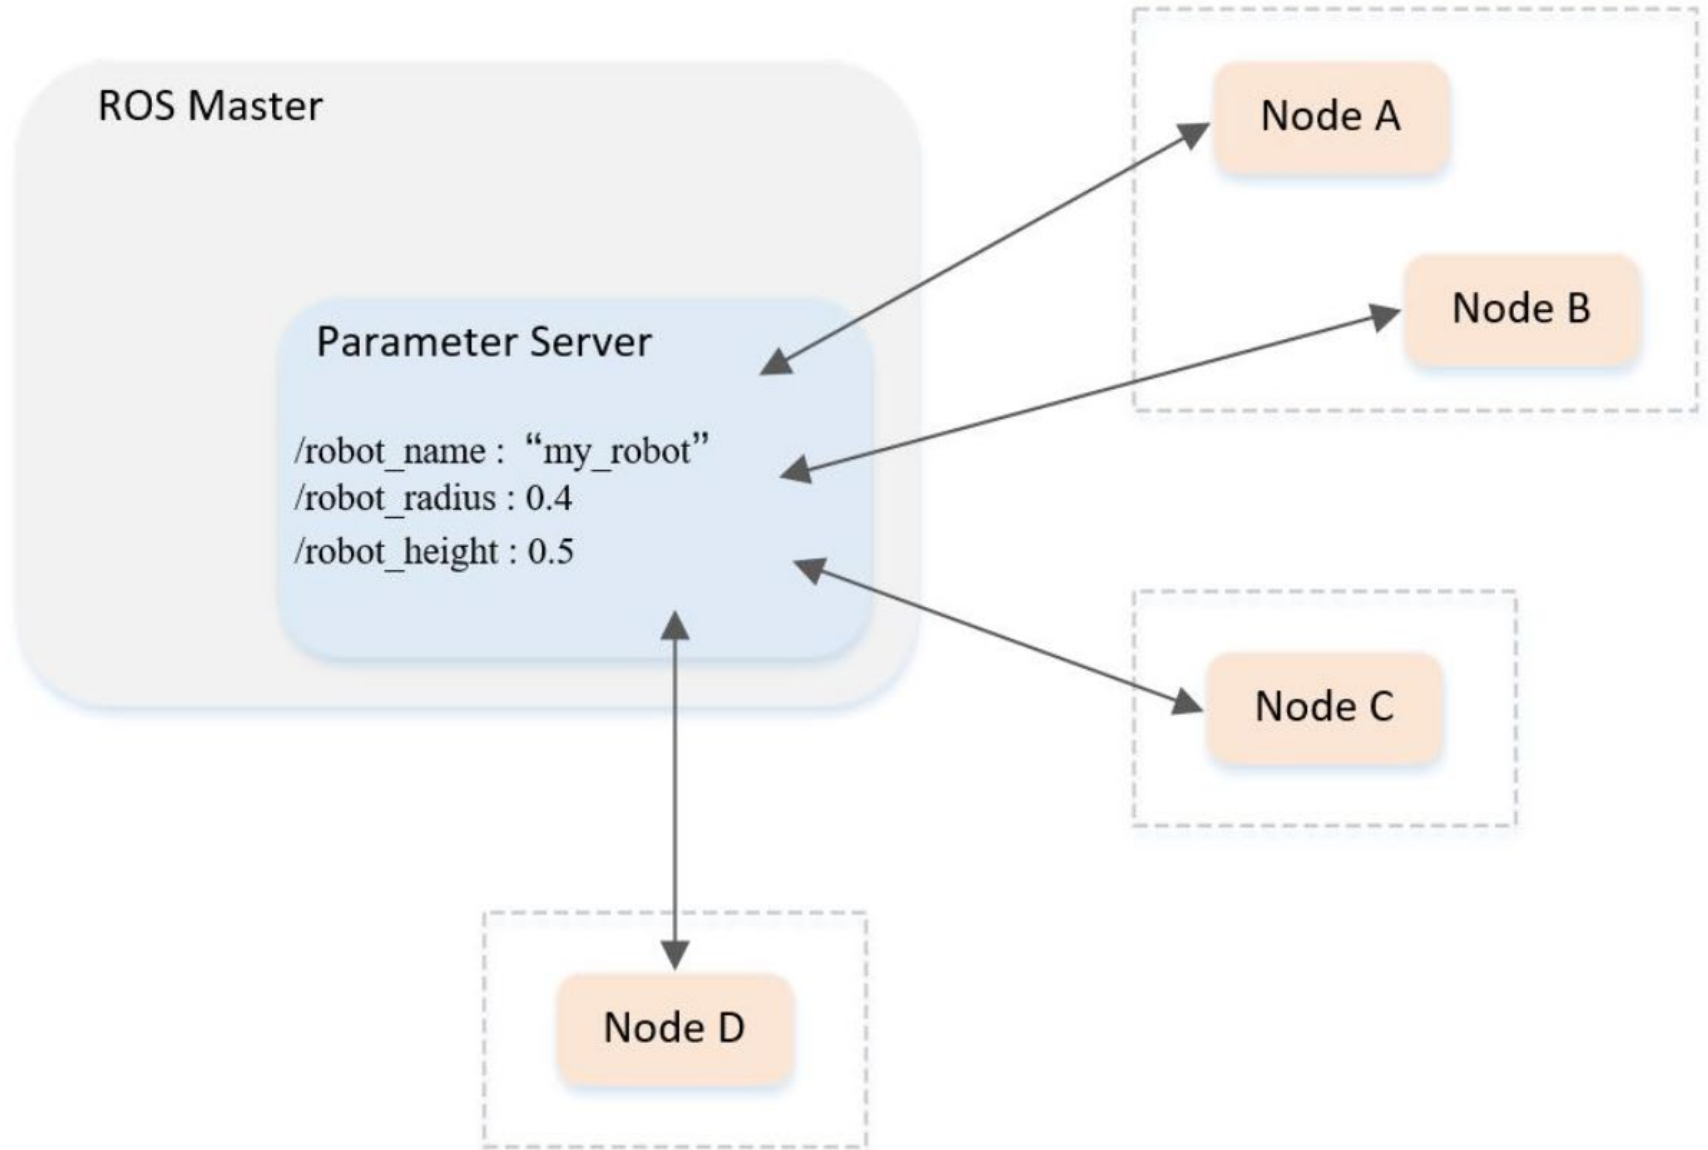 ROS Master
Parameter Server
/robot_name : “my_robot”
/robot_radius : 0.4
/robot_height : 0.5
Node A
Node B
Node C
Node D